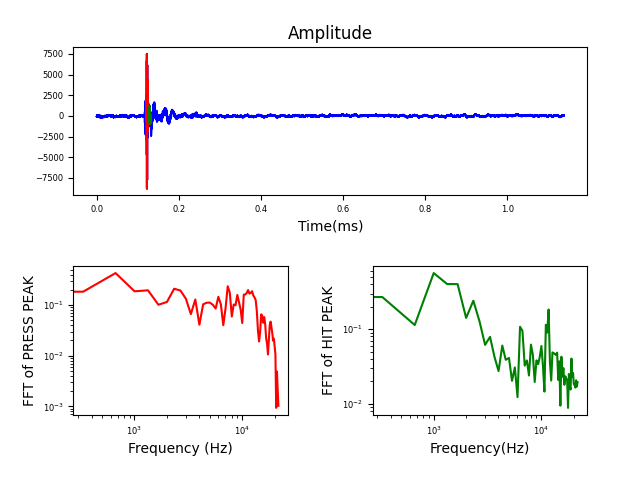 Amplitude
7500
5000
2500
0
−2500
−5000
−7500
0.0 0.2 0.4 0.6 0.8 1.0
Time(ms)
FFT of PRESS PEAK
10⁻¹
10⁻²
10⁻³
10³ 10⁴
Frequency (Hz)
FFT of HIT PEAK
10⁻¹
10⁻²
10³ 10⁴
Frequency(Hz)